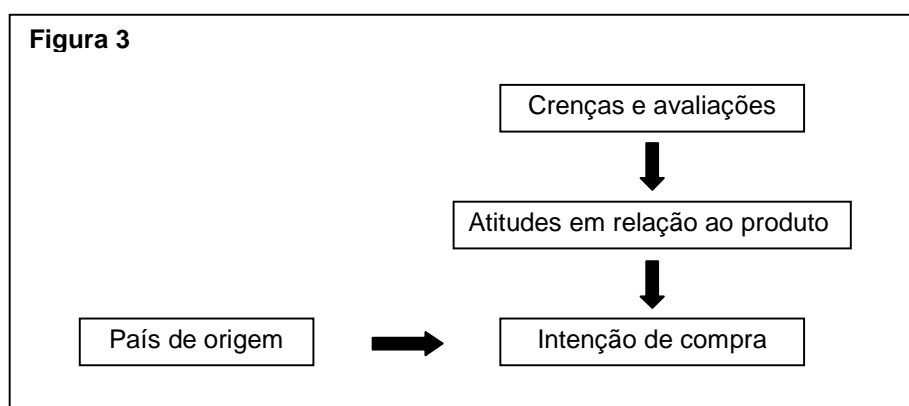 Figura 3
Crenças e avaliações
Atitudes em relação ao produto
País de origem
Intenção de compra